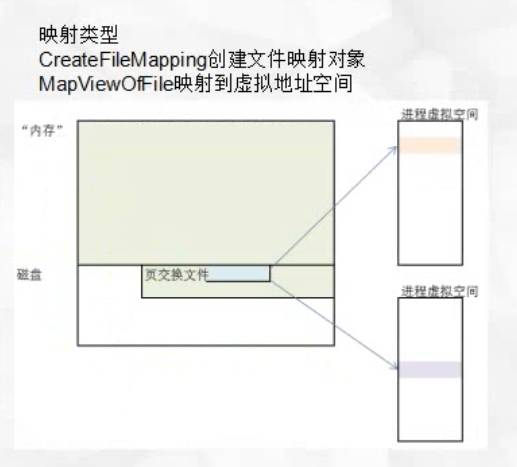 映射类型
CreateFileMapping创建文件映射对象
MapViewOfFile映射到虚拟地址空间
进程虚拟空间
“内存”
磁盘
页交换文件
进程虚拟空间